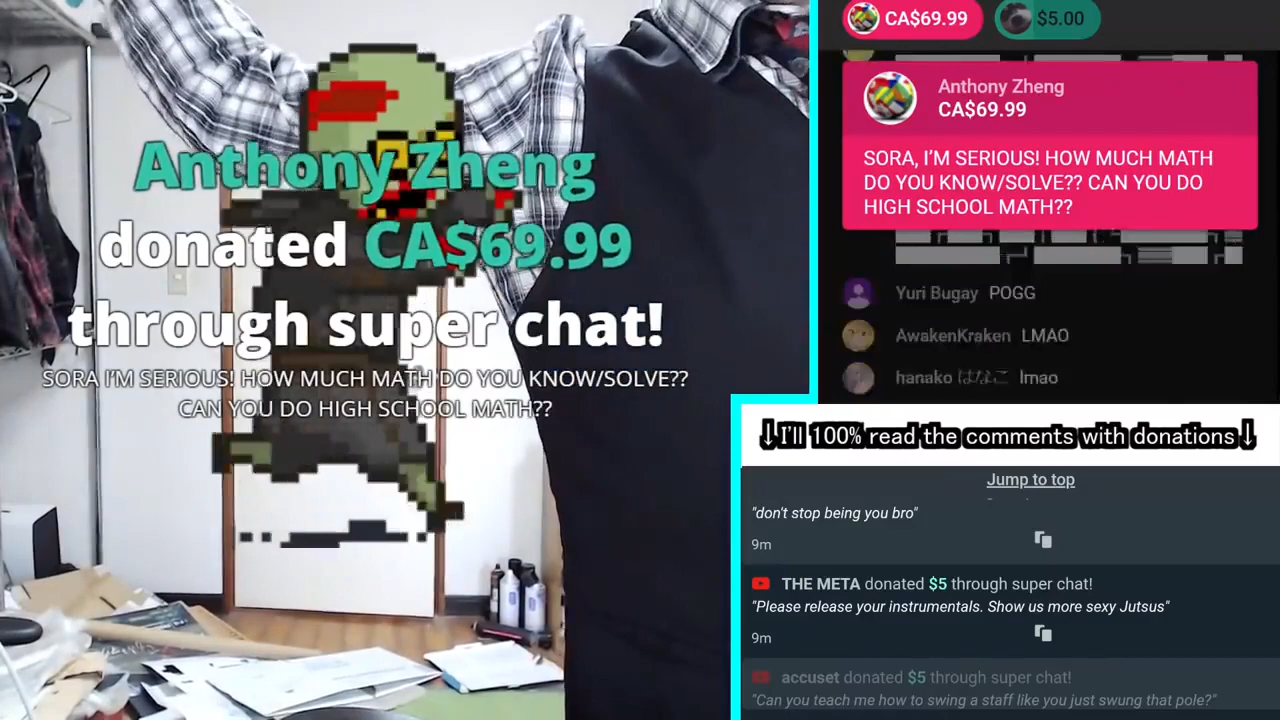 Anthony Zheng
donated CA$69.99
through super chat!
SORA I'M SERIOUS! HOW MUCH MATH DO YOU KNOW/SOLVE??
CAN YOU DO HIGH SCHOOL MATH??
CA$69.99
$5.00
Anthony Zheng
CA$69.99
SORA, I'M SERIOUS! HOW MUCH MATH
DO YOU KNOW/SOLVE?? CAN YOU DO
HIGH SCHOOL MATH??
Yuri Bugay POGG
AwakenKraken LMAO
hanako はなこ lmao
↓I'll 100% read the comments with donations↓
Jump to top
"don't stop being you bro"
9m
THE META donated $5 through super chat!
"Please release your instrumentals. Show us more sexy Jutsus"
9m
accuset donated $5 through super chat!
"Can you teach me how to swing a staff like you just swung that pole?"